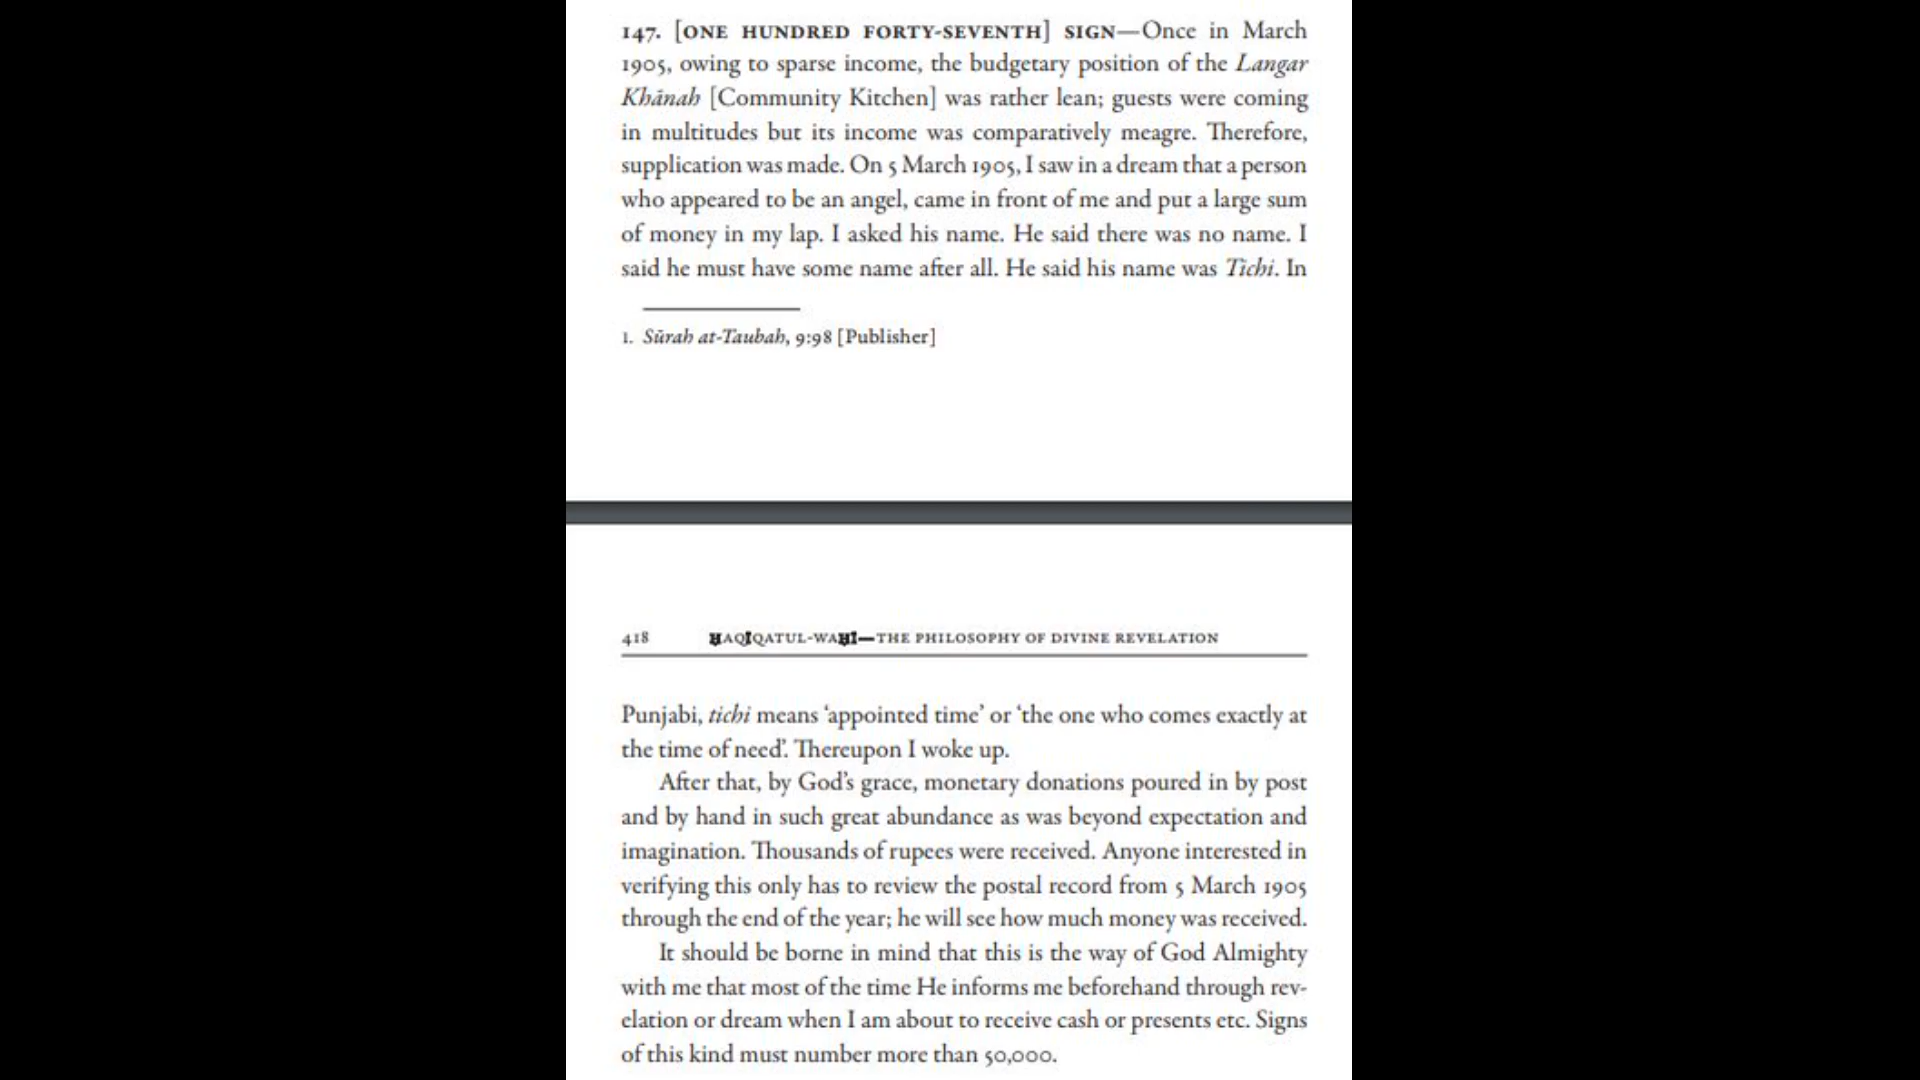 147. [ONE HUNDRED FORTY-SEVENTH] SIGN—Once in March
1905, owing to sparse income, the budgetary position of the Langar
Khānah [Community Kitchen] was rather lean; guests were coming
in multitudes but its income was comparatively meagre. Therefore,
supplication was made. On 5 March 1905, I saw in a dream that a person
who appeared to be an angel, came in front of me and put a large sum
of money in my lap. I asked his name. He said there was no name. I
said he must have some name after all. He said his name was Tichi. In
1. Sūrah at-Taubah, 9:98 [Publisher]
418 ḤAQĪQATUL-WAḤĪ—THE PHILOSOPHY OF DIVINE REVELATION
Punjabi, tichi means ‘appointed time’ or ‘the one who comes exactly at
the time of need’. Thereupon I woke up.
After that, by God’s grace, monetary donations poured in by post
and by hand in such great abundance as was beyond expectation and
imagination. Thousands of rupees were received. Anyone interested in
verifying this only has to review the postal record from 5 March 1905
through the end of the year; he will see how much money was received.
It should be borne in mind that this is the way of God Almighty
with me that most of the time He informs me beforehand through rev-
elation or dream when I am about to receive cash or presents etc. Signs
of this kind must number more than 50,000.